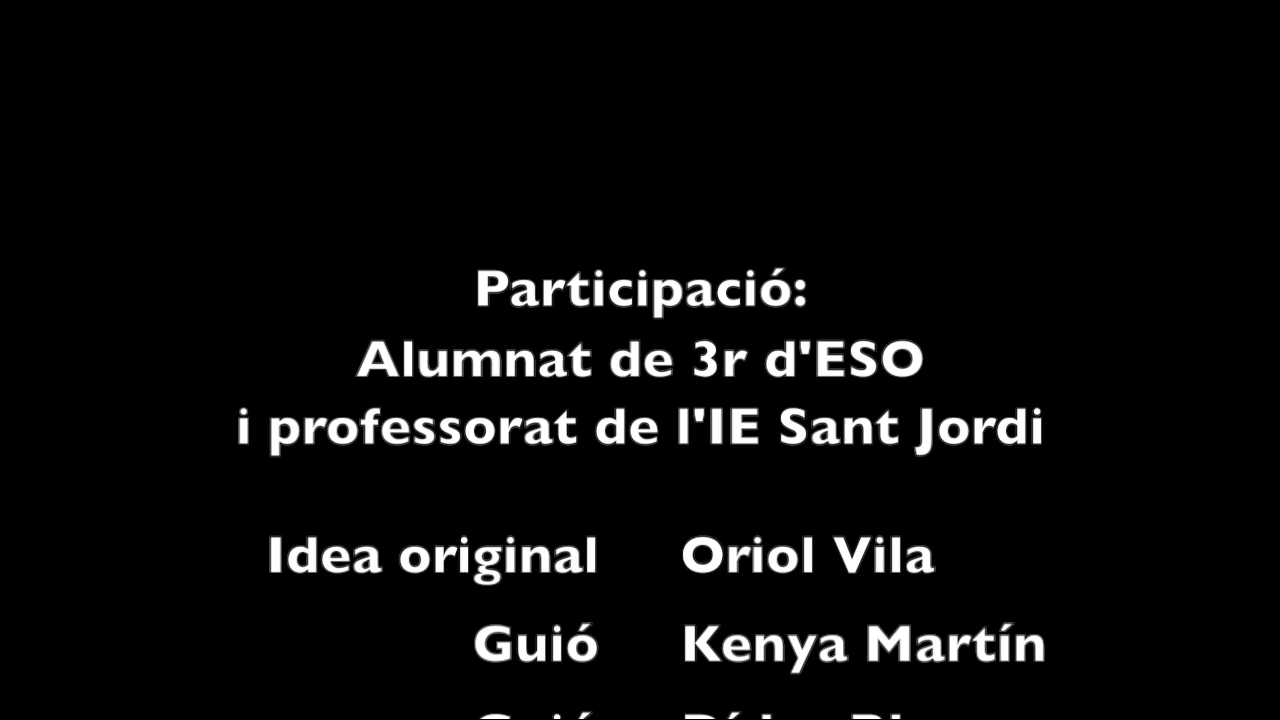 Participació:
Alumnat de 3r d'ESO
i professorat de l'IE Sant Jordi
Idea original Oriol Vila
Guió Kenya Martín